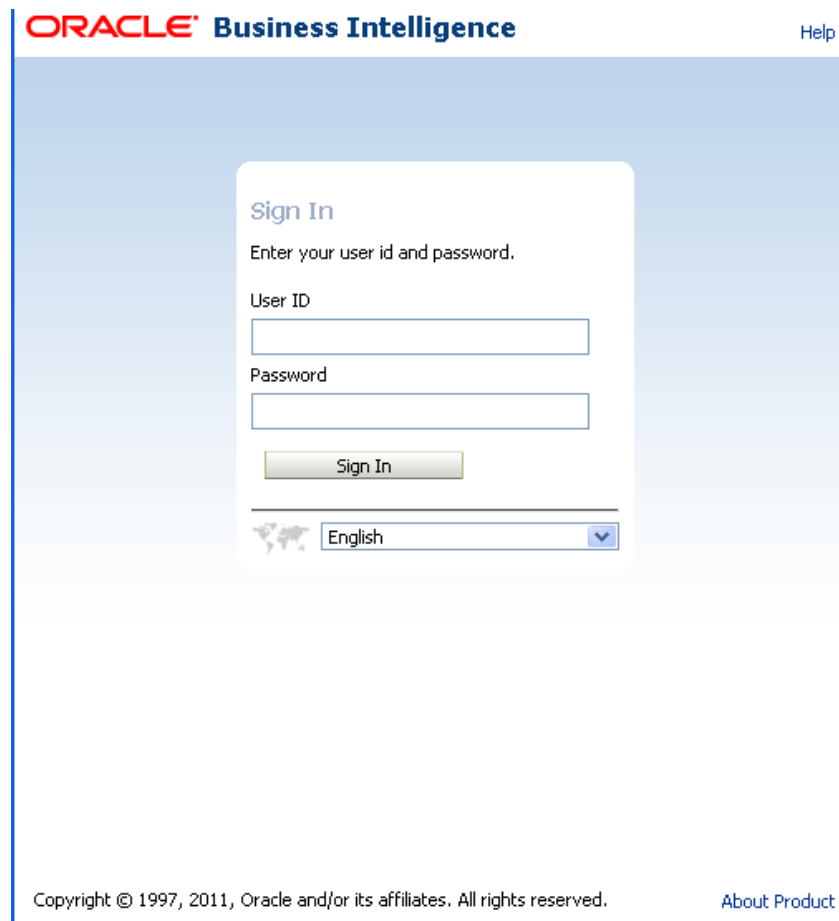 ORACLE Business Intelligence
Help
Sign In
Enter your user id and password.
User ID
Password
Sign In
English
Copyright © 1997, 2011, Oracle and/or its affiliates. All rights reserved.
About Product